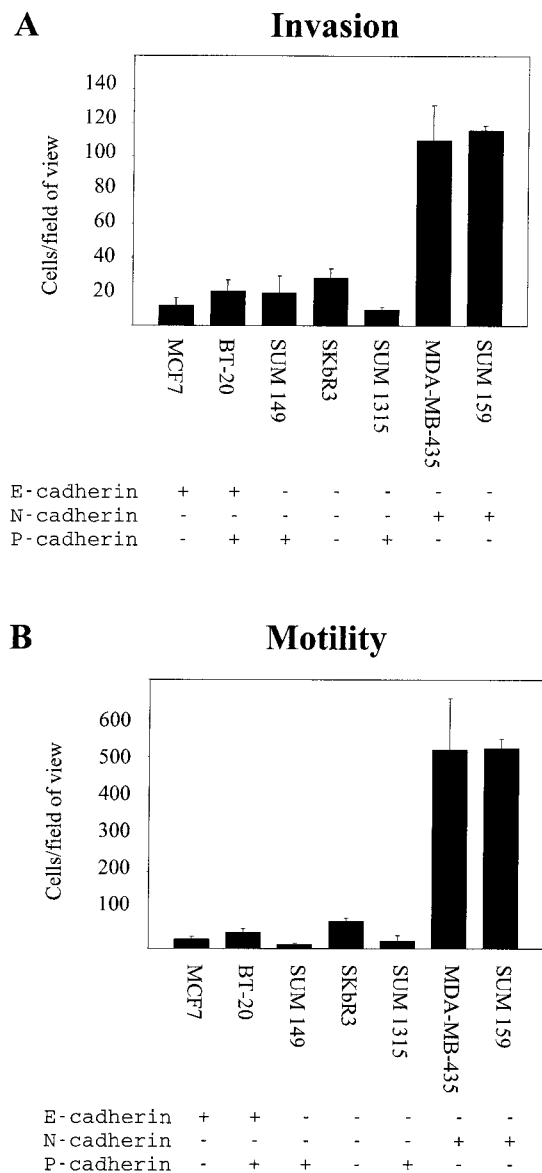 A
Invasion
Cells/field of view
140
120
100
80
60
40
20
MCF7
BT-20
SUM 149
SKbR3
SUM 1315
MDA-MB-435
SUM 159
E-cadherin + + - - - - -
N-cadherin - - - - - + +
P-cadherin - + + - + - -
B
Motility
Cells/field of view
600
500
400
300
200
100
MCF7
BT-20
SUM 149
SKbR3
SUM 1315
MDA-MB-435
SUM 159
E-cadherin + + - - - - -
N-cadherin - - - - - + +
P-cadherin - + + - + - -